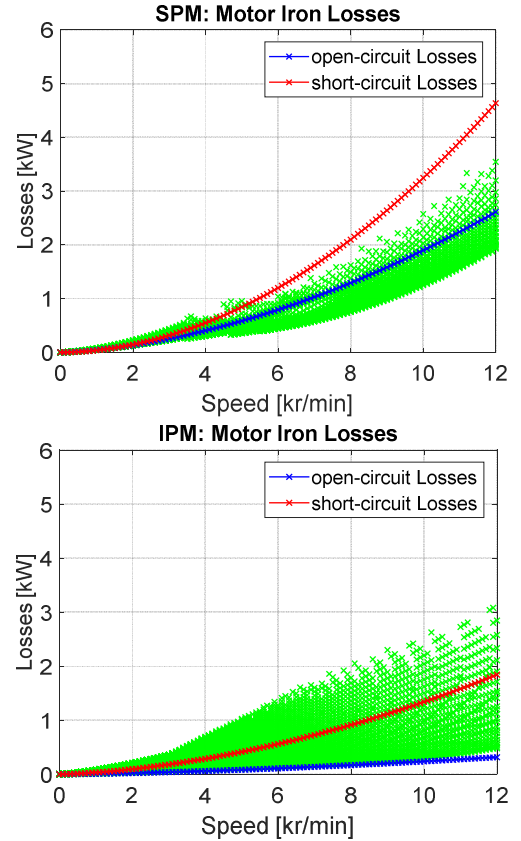 SPM: Motor Iron Losses
6
5
4
3
2
1
0
Losses [kW]
open-circuit Losses
short-circuit Losses
0 2 4 6 8 10 12
Speed [kr/min]
IPM: Motor Iron Losses
6
5
4
3
2
1
0
Losses [kW]
open-circuit Losses
short-circuit Losses
0 2 4 6 8 10 12
Speed [kr/min]